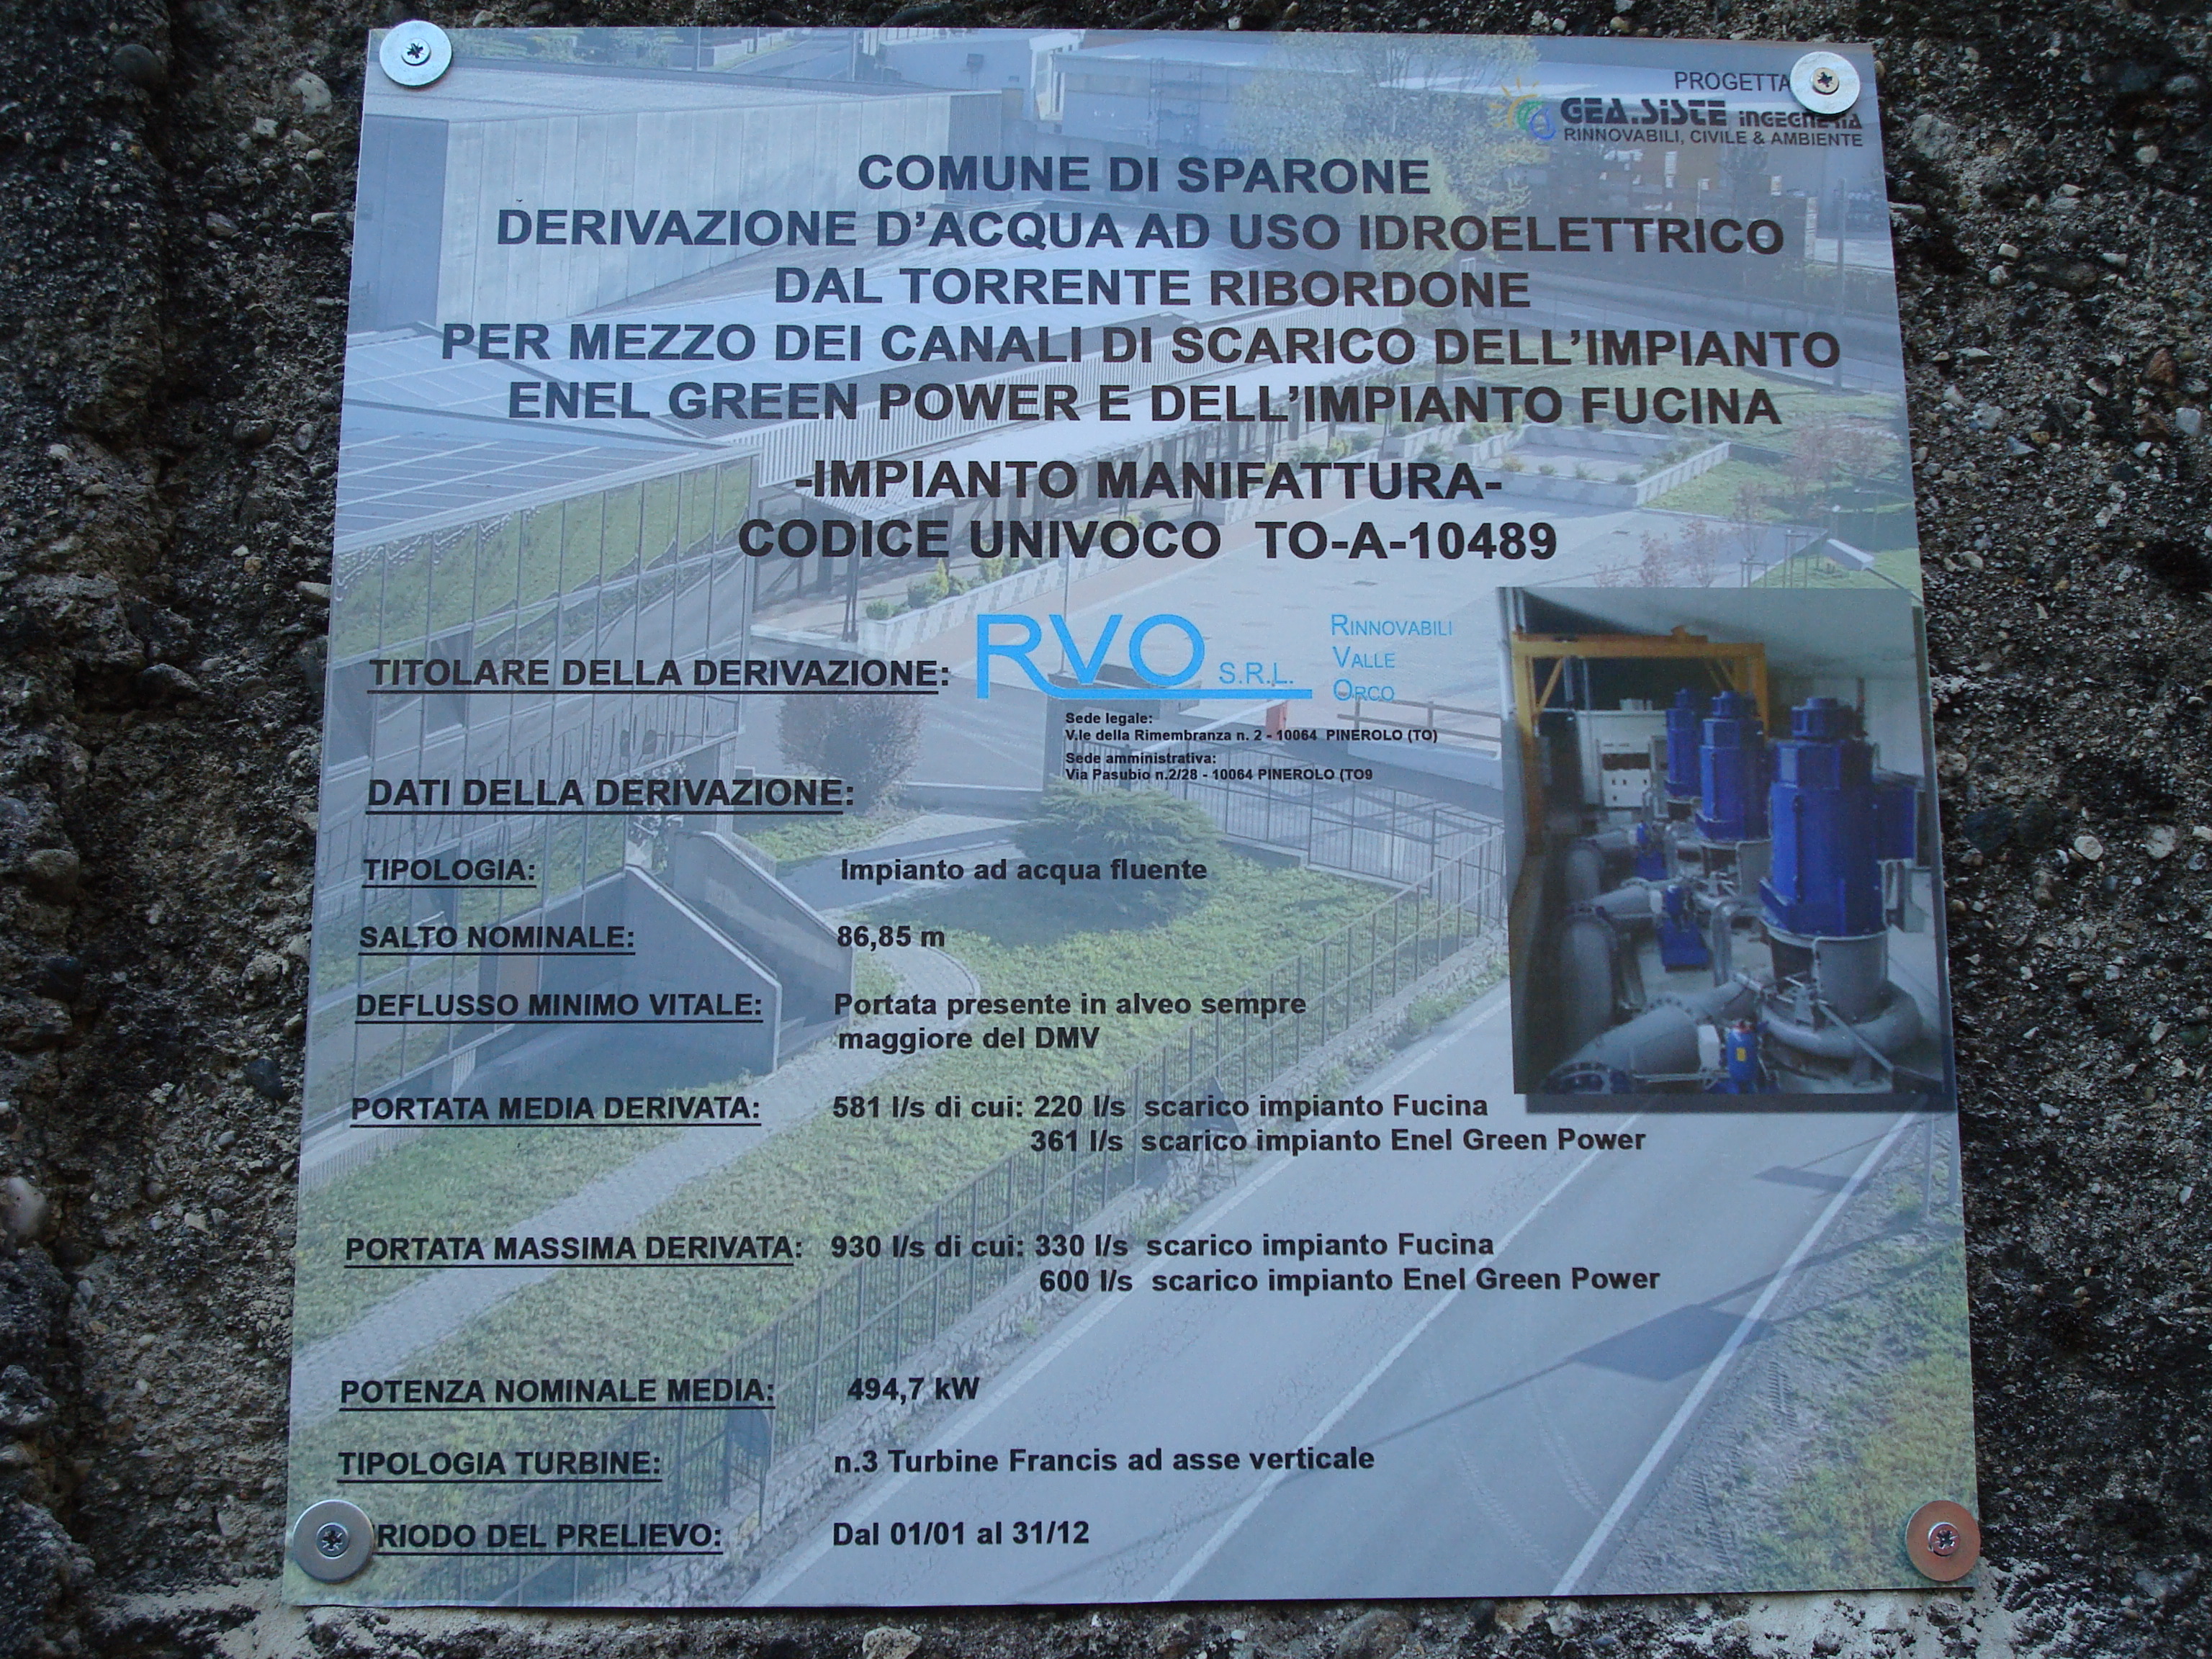 PROGETTA
GEA.SISTE INGEGNERIA
RINNOVABILI, CIVILE & AMBIENTE
COMUNE DI SPARONE
DERIVAZIONE D'ACQUA AD USO IDROELETTRICO
DAL TORRENTE RIBORDONE
PER MEZZO DEI CANALI DI SCARICO DELL'IMPIANTO
ENEL GREEN POWER E DELL'IMPIANTO FUCINA
-IMPIANTO MANIFATTURA-
CODICE UNIVOCO TO-A-10489
TITOLARE DELLA DERIVAZIONE: RVO S.R.L.
RINNOVABILI
VALLE
ORCO
Sede legale:
V.le della Rimembranza n. 2 - 10064 PINEROLO (TO)
Sede amministrativa:
Via Pasubio n.2/28 - 10064 PINEROLO (TO9
DATI DELLA DERIVAZIONE:
TIPOLOGIA: Impianto ad acqua fluente
SALTO NOMINALE: 86,85 m
DEFLUSSO MINIMO VITALE: Portata presente in alveo sempre
maggiore del DMV
PORTATA MEDIA DERIVATA: 581 l/s di cui: 220 l/s scarico impianto Fucina
361 l/s scarico impianto Enel Green Power
PORTATA MASSIMA DERIVATA: 930 l/s di cui: 330 l/s scarico impianto Fucina
600 l/s scarico impianto Enel Green Power
POTENZA NOMINALE MEDIA: 494,7 kW
TIPOLOGIA TURBINE: n.3 Turbine Francis ad asse verticale
RIODO DEL PRELIEVO: Dal 01/01 al 31/12